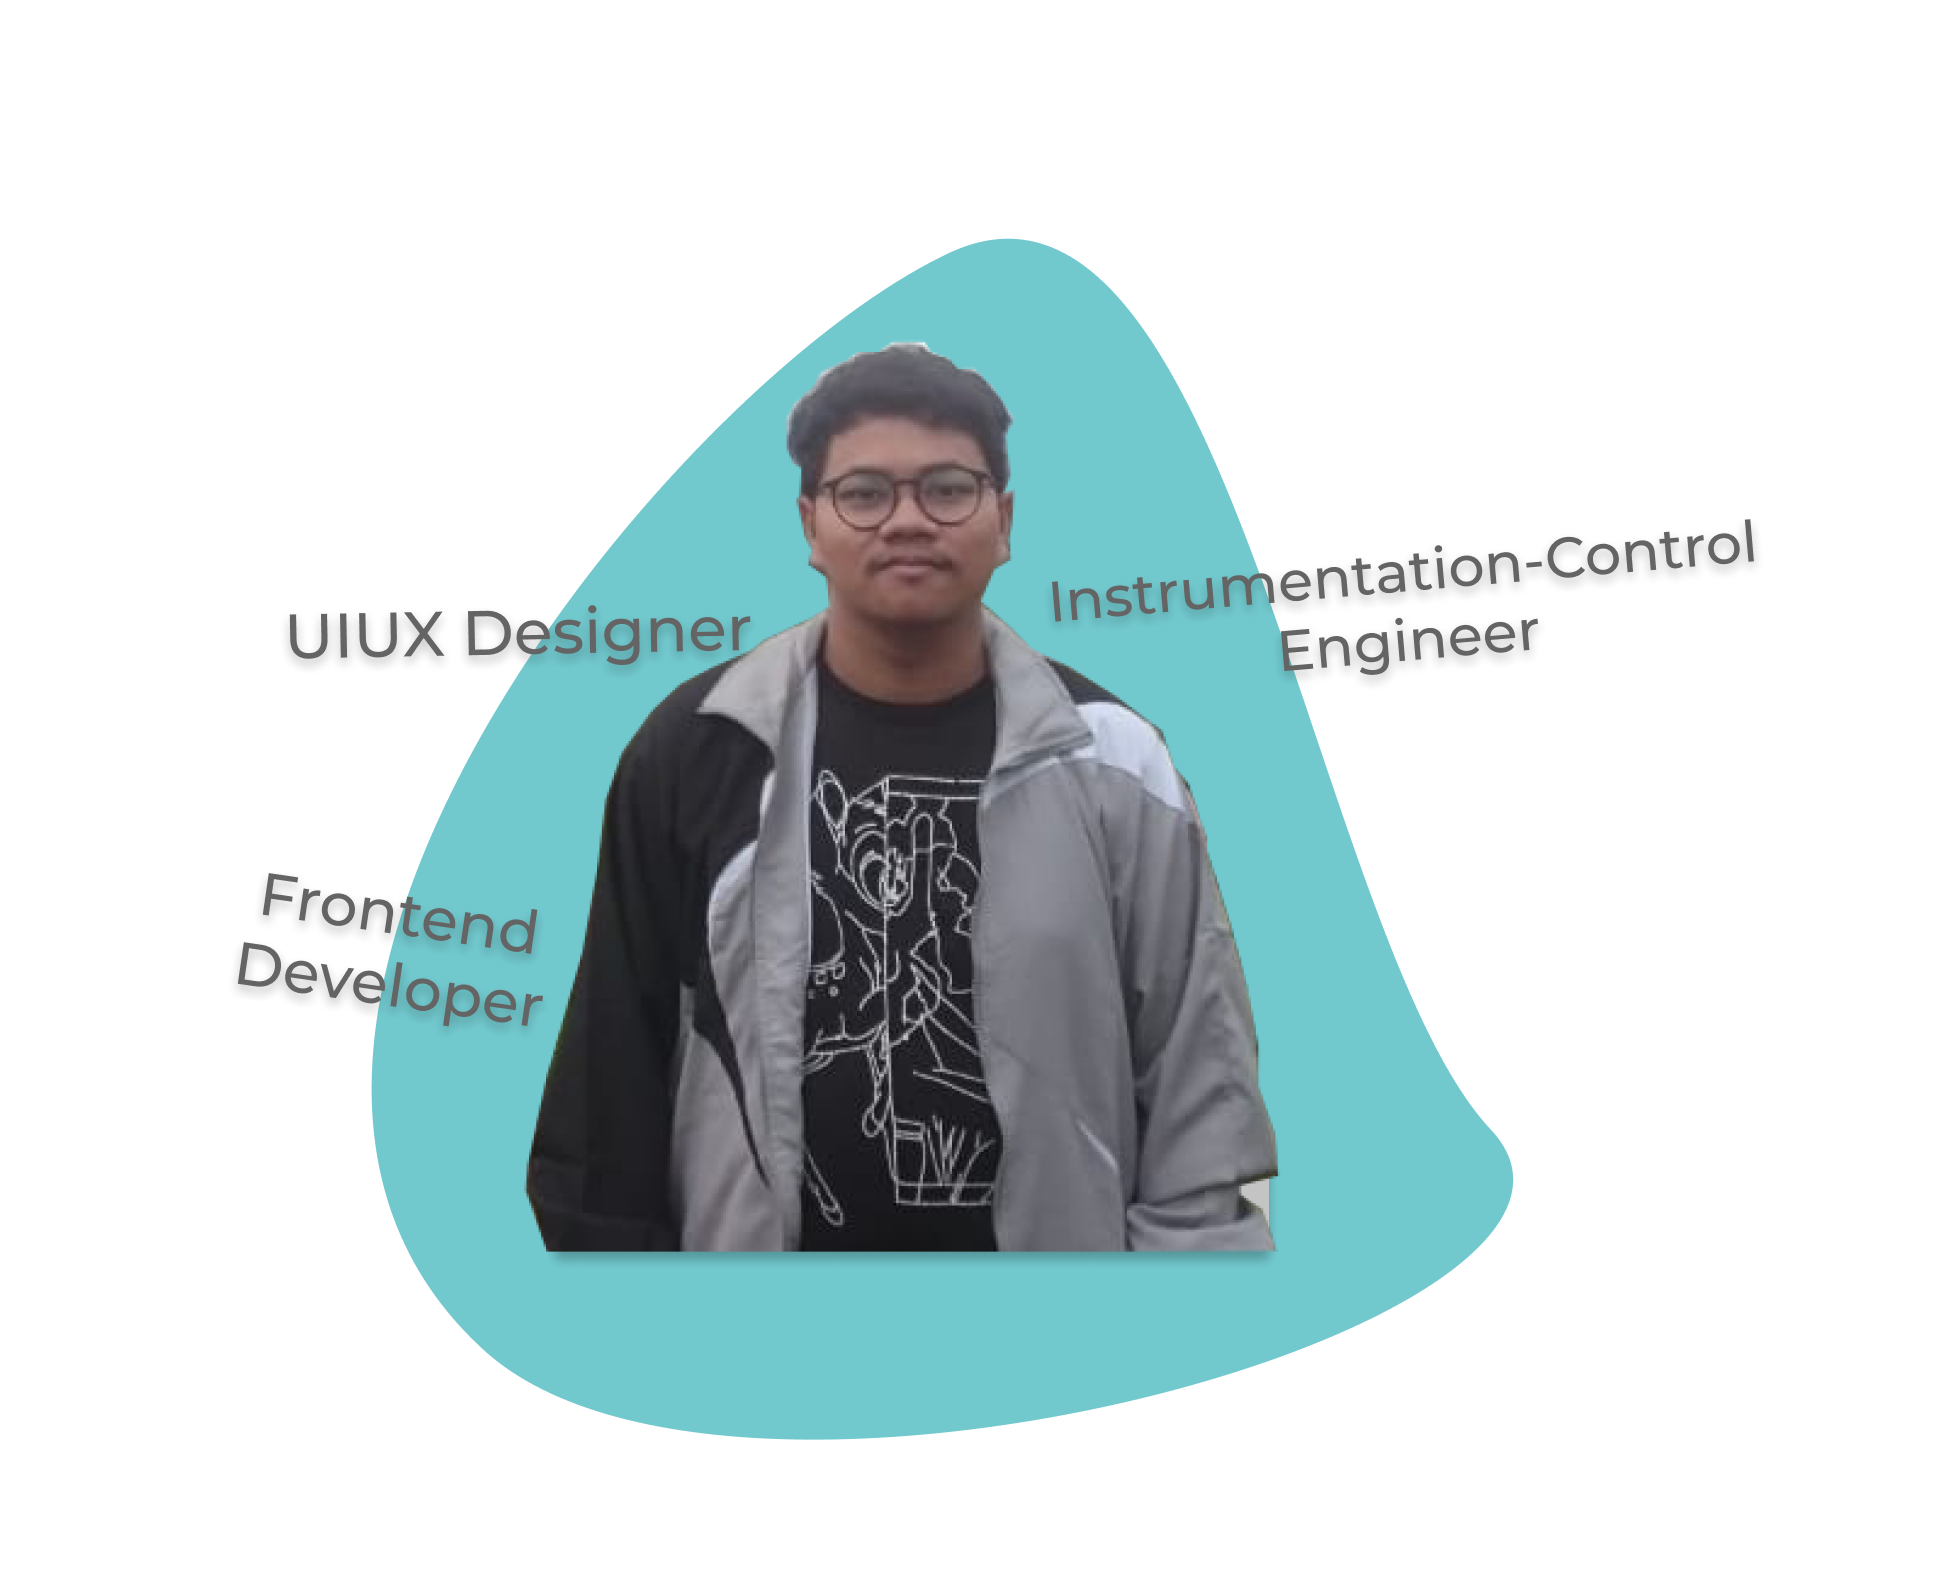 Instrumentation-Control
Engineer
UIUX Designer
Frontend
Developer